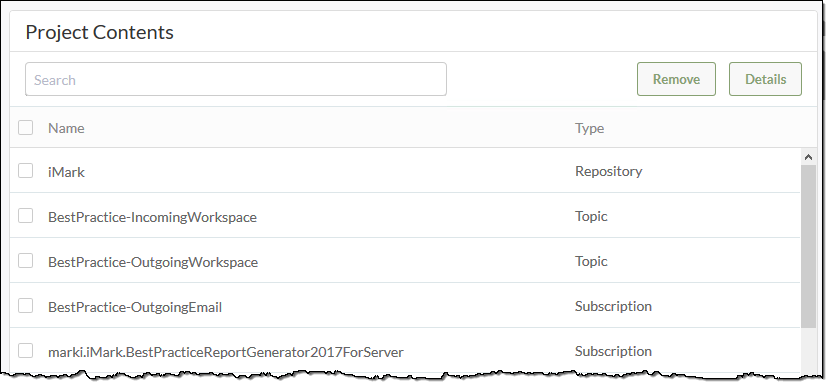 Project Contents
Search
Remove
Details
Name
Type
iMark
Repository
BestPractice-IncomingWorkspace
Topic
BestPractice-OutgoingWorkspace
Topic
BestPractice-OutgoingEmail
Subscription
marki.iMark.BestPracticeReportGenerator2017ForServer
Subscription